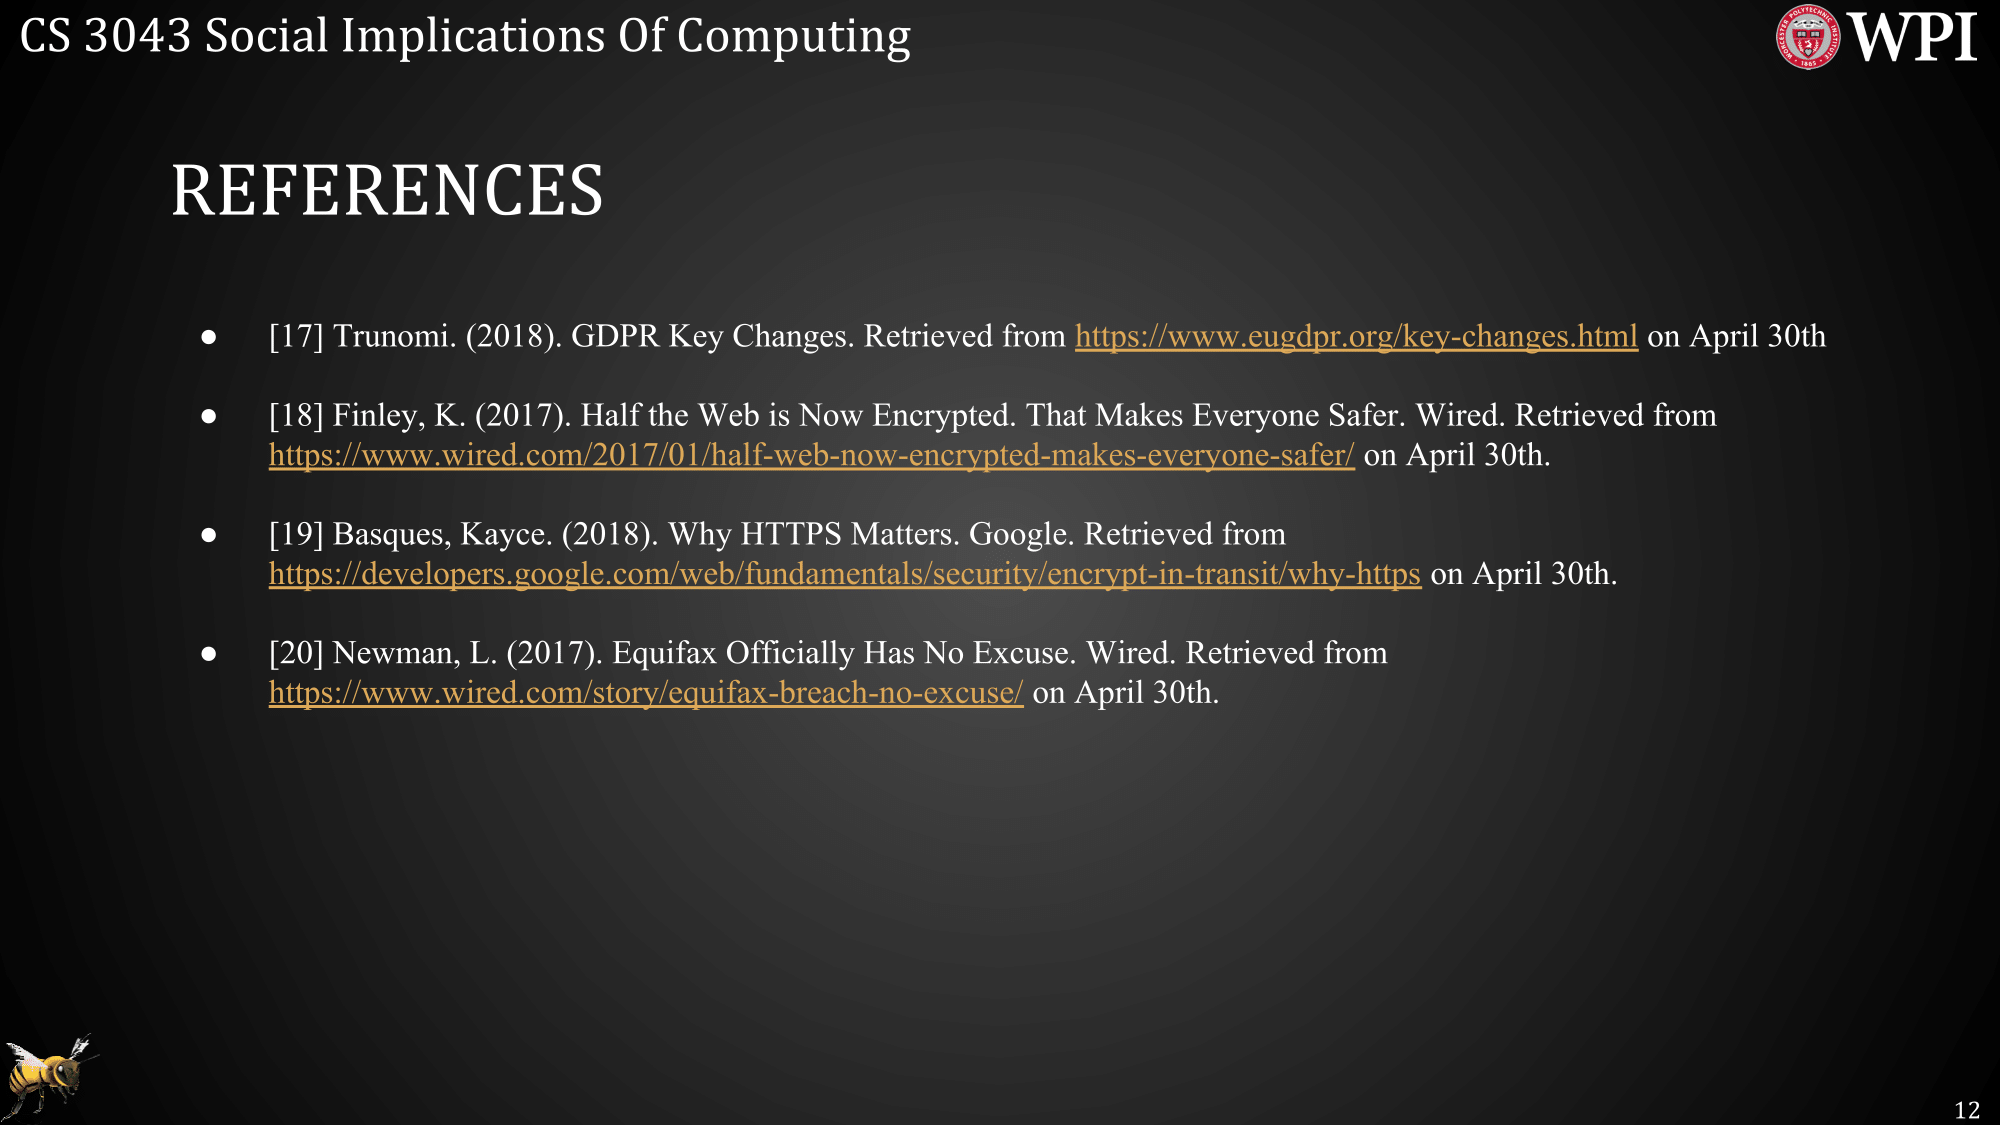 CS 3043 Social Implications Of Computing
WPI
WORCESTER POLYTECHNIC INSTITUTE
1865
REFERENCES
● [17] Trunomi. (2018). GDPR Key Changes. Retrieved from https://www.eugdpr.org/key-changes.html on April 30th
● [18] Finley, K. (2017). Half the Web is Now Encrypted. That Makes Everyone Safer. Wired. Retrieved from
https://www.wired.com/2017/01/half-web-now-encrypted-makes-everyone-safer/ on April 30th.
● [19] Basques, Kayce. (2018). Why HTTPS Matters. Google. Retrieved from
https://developers.google.com/web/fundamentals/security/encrypt-in-transit/why-https on April 30th.
● [20] Newman, L. (2017). Equifax Officially Has No Excuse. Wired. Retrieved from
https://www.wired.com/story/equifax-breach-no-excuse/ on April 30th.
12